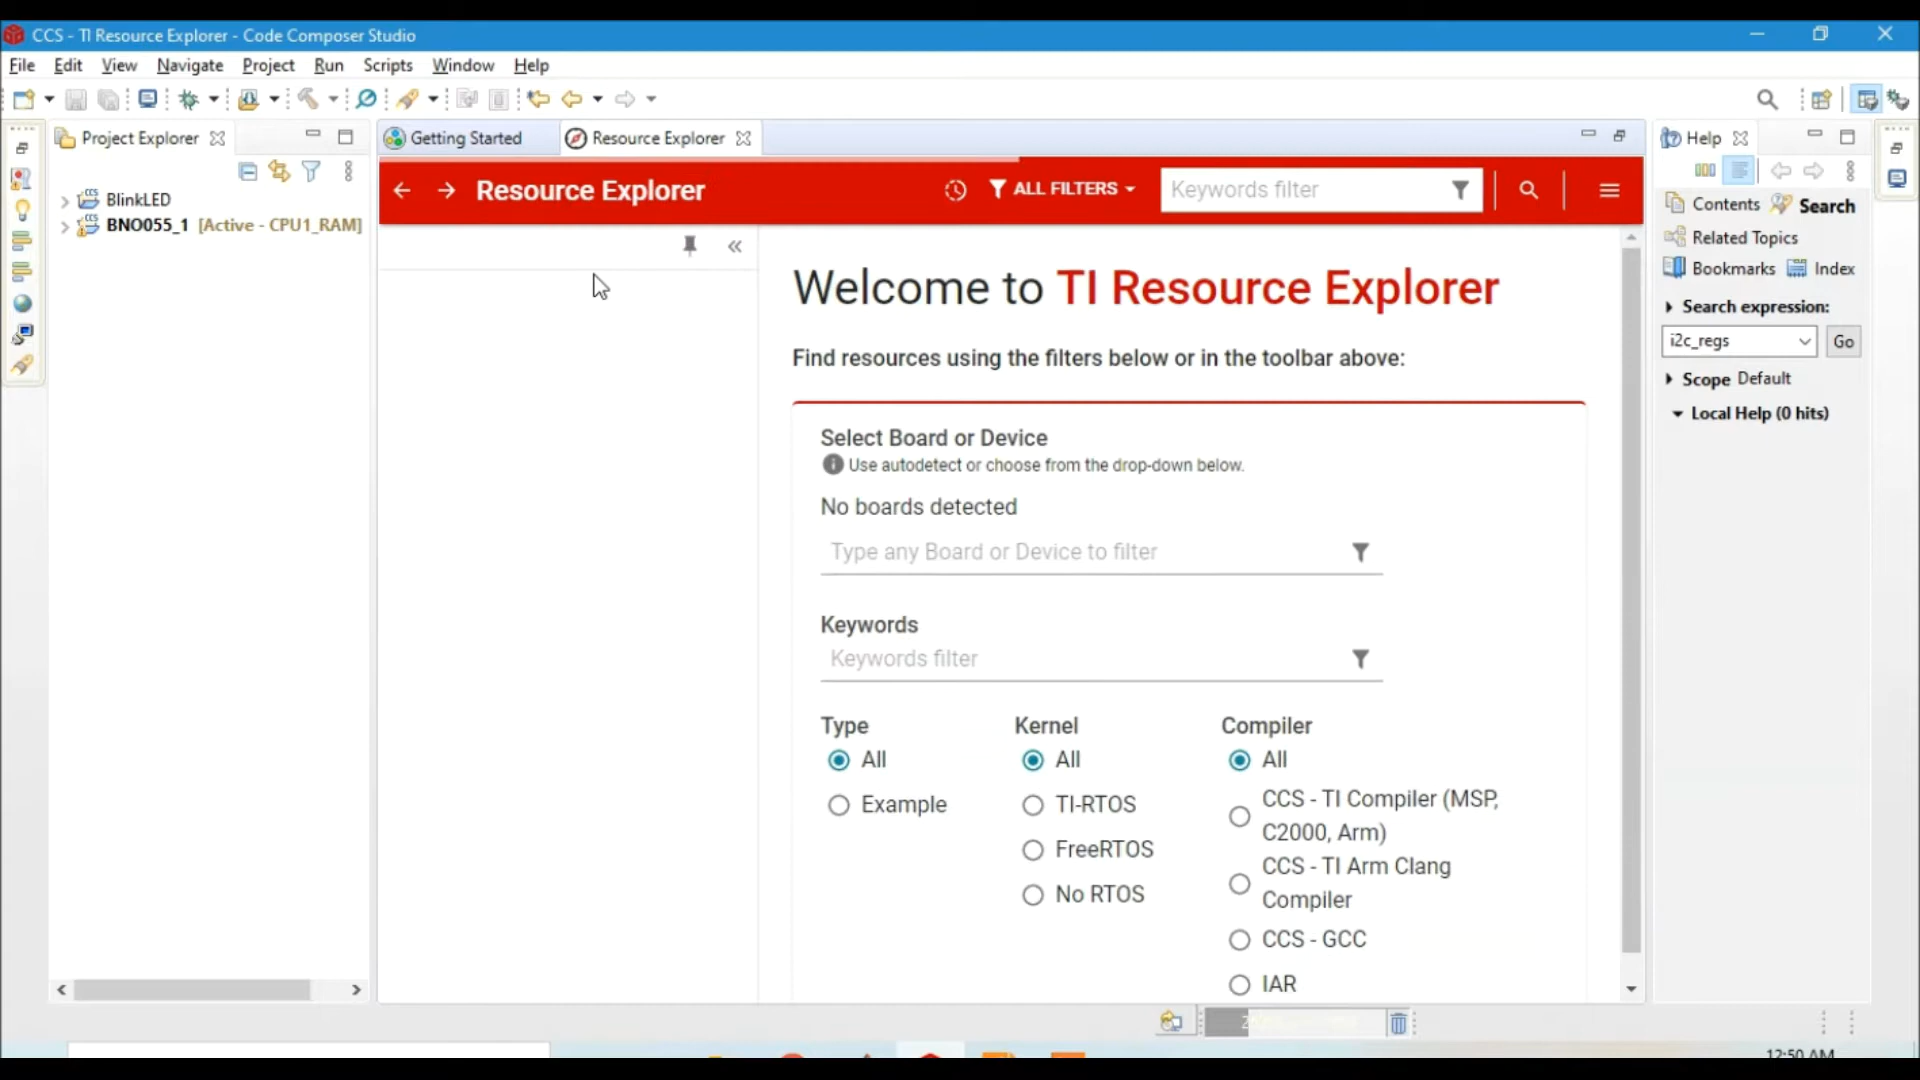 CCS - TI Resource Explorer - Code Composer Studio
File Edit View Navigate Project Run Scripts Window Help
Project Explorer
BlinkLED
BNO055_1 [Active - CPU1_RAM]
Getting Started
Resource Explorer
Resource Explorer
ALL FILTERS
Keywords filter
Welcome to TI Resource Explorer
Find resources using the filters below or in the toolbar above:
Select Board or Device
Use autodetect or choose from the drop-down below.
No boards detected
Type any Board or Device to filter
Keywords
Keywords filter
Type
All
Example
Kernel
All
TI-RTOS
FreeRTOS
No RTOS
Compiler
All
CCS - TI Compiler (MSP,
C2000, Arm)
CCS - TI Arm Clang
Compiler
CCS - GCC
IAR
Help
Contents Search
Related Topics
Bookmarks Index
Search expression:
i2c_regs Go
Scope Default
Local Help (0 hits)
12:50 AM